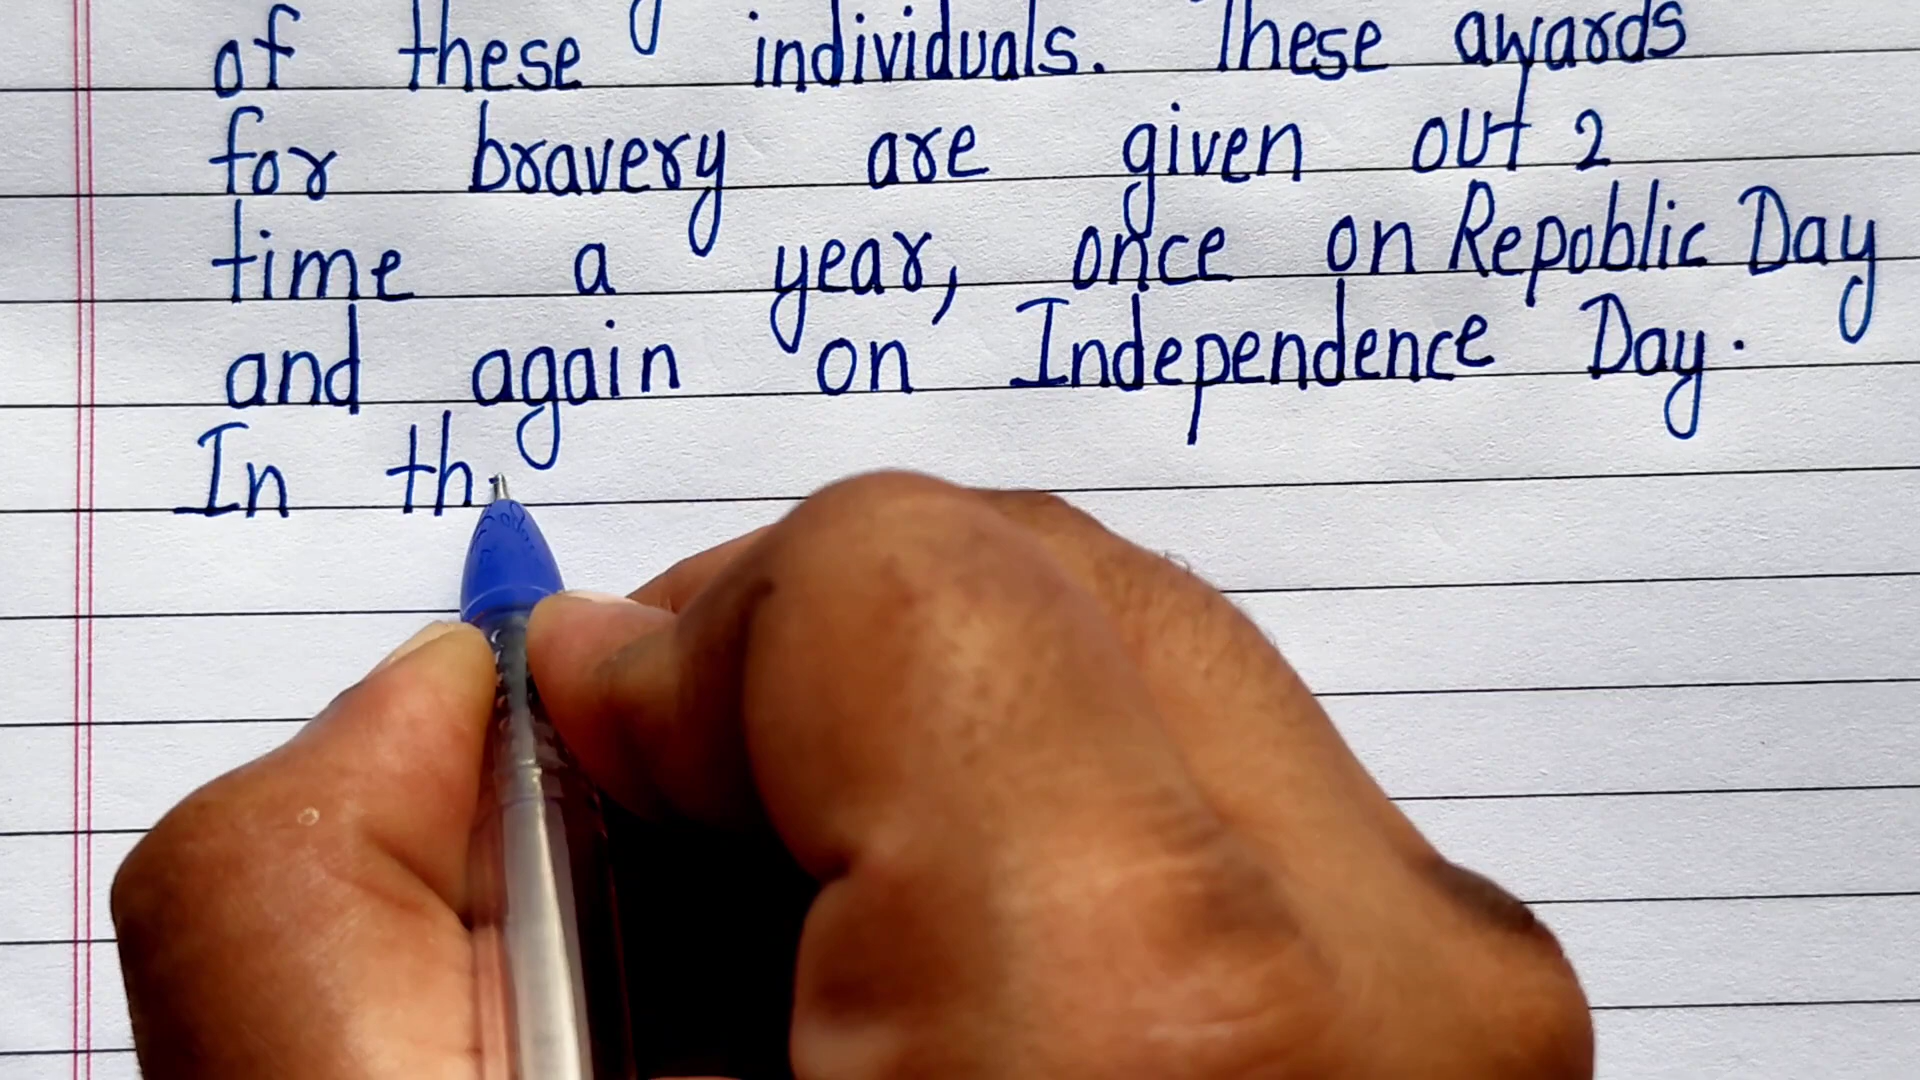 of these individuals. These awards
for bravery are given out 2
time a year, once on Repoblic Day
and again on Independence Day.
In th